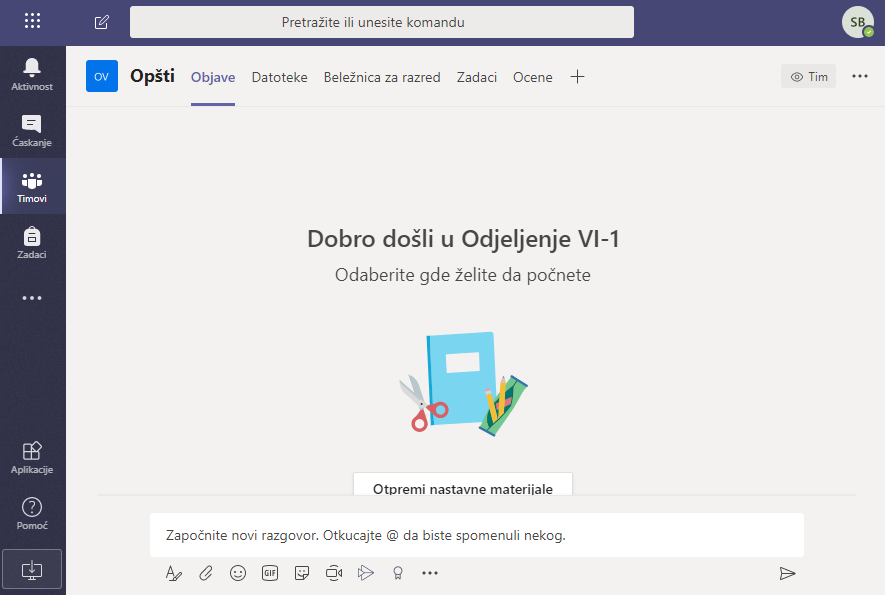 Pretražite ili unesite komandu
SB
Aktivnost
Ćaskanje
Timovi
Zadaci
Aplikacije
Pomoć
OV
Opšti
Objave
Datoteke
Beležnica za razred
Zadaci
Ocene
Tim
Dobro došli u Odjeljenje VI-1
Odaberite gde želite da počnete
Otpremi nastavne materijale
Započnite novi razgovor. Otkucajte @ da biste spomenuli nekog.
GIF